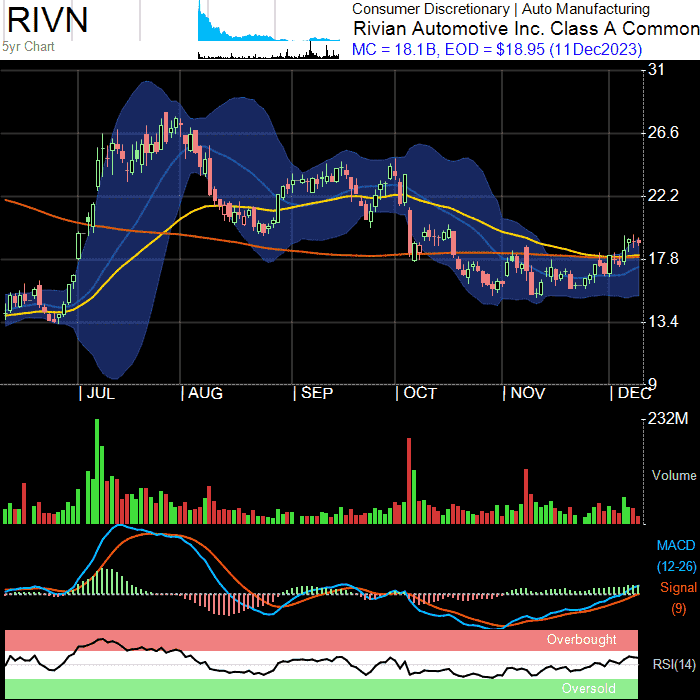 RIVN
5yr Chart
Consumer Discretionary | Auto Manufacturing
Rivian Automotive Inc. Class A Common
MC = 18.1B, EOD = $18.95 (11Dec2023)
31
26.6
22.2
17.8
13.4
9
JUL AUG SEP OCT NOV DEC
232M
Volume
MACD
(12-26)
Signal
(9)
Overbought
RSI(14)
Oversold